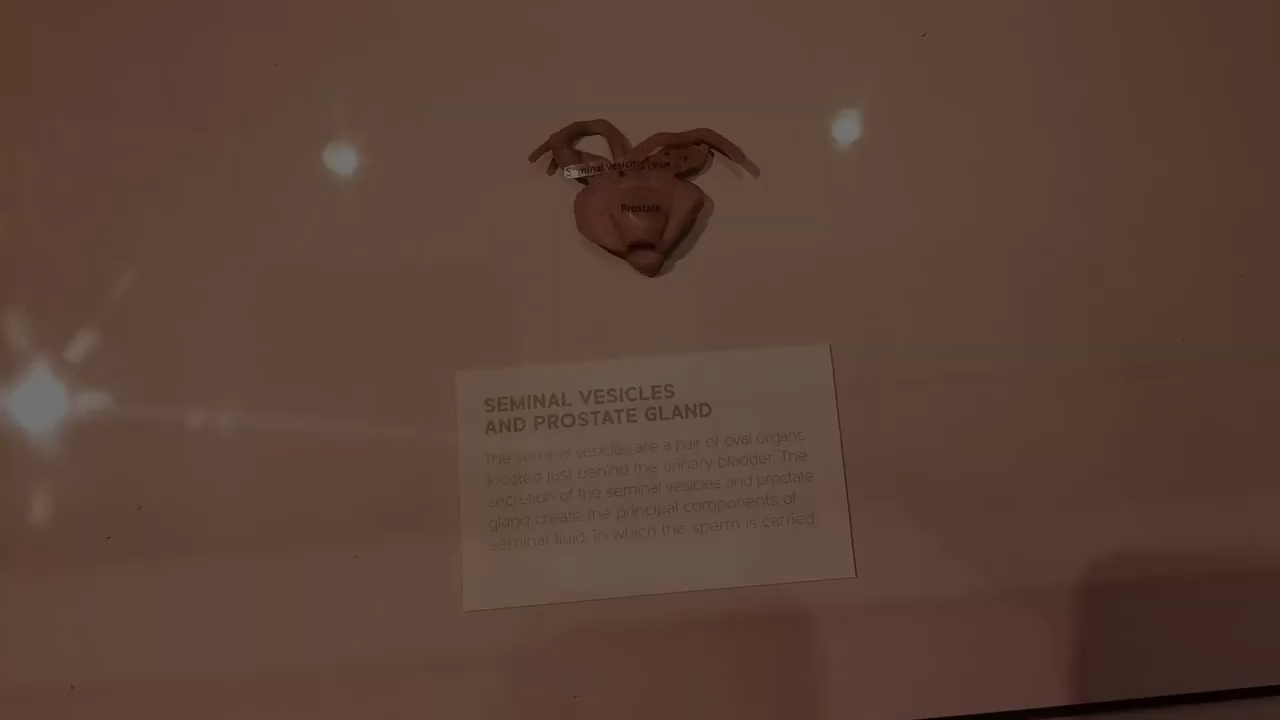 Seminal vesicing
Prostate
SEMINAL VESICLES
AND PROSTATE GLAND
The seminal vesicles, are a pair of oval organs
located just behind the urinary bladder. The
secretion of the seminal vesicles and prostate
gland create the principal components of
seminal fluid, in which the sperm is carried